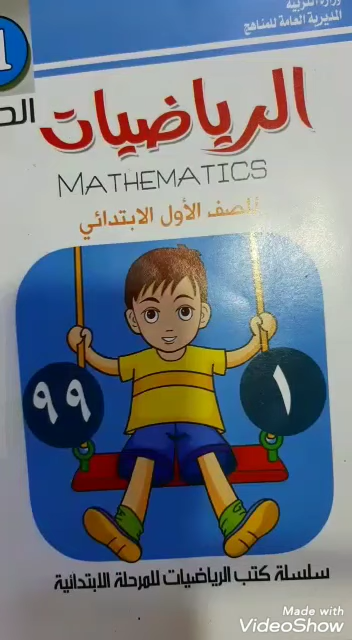 وزارة التربية
المديرية العامة للمناهج
١
الرياضيات
MATHEMATICS
للصف الأول الابتدائي
٩٩
١
سلسلة كتب الرياضيات للمرحلة الابتدائية
Made with
VideoShow